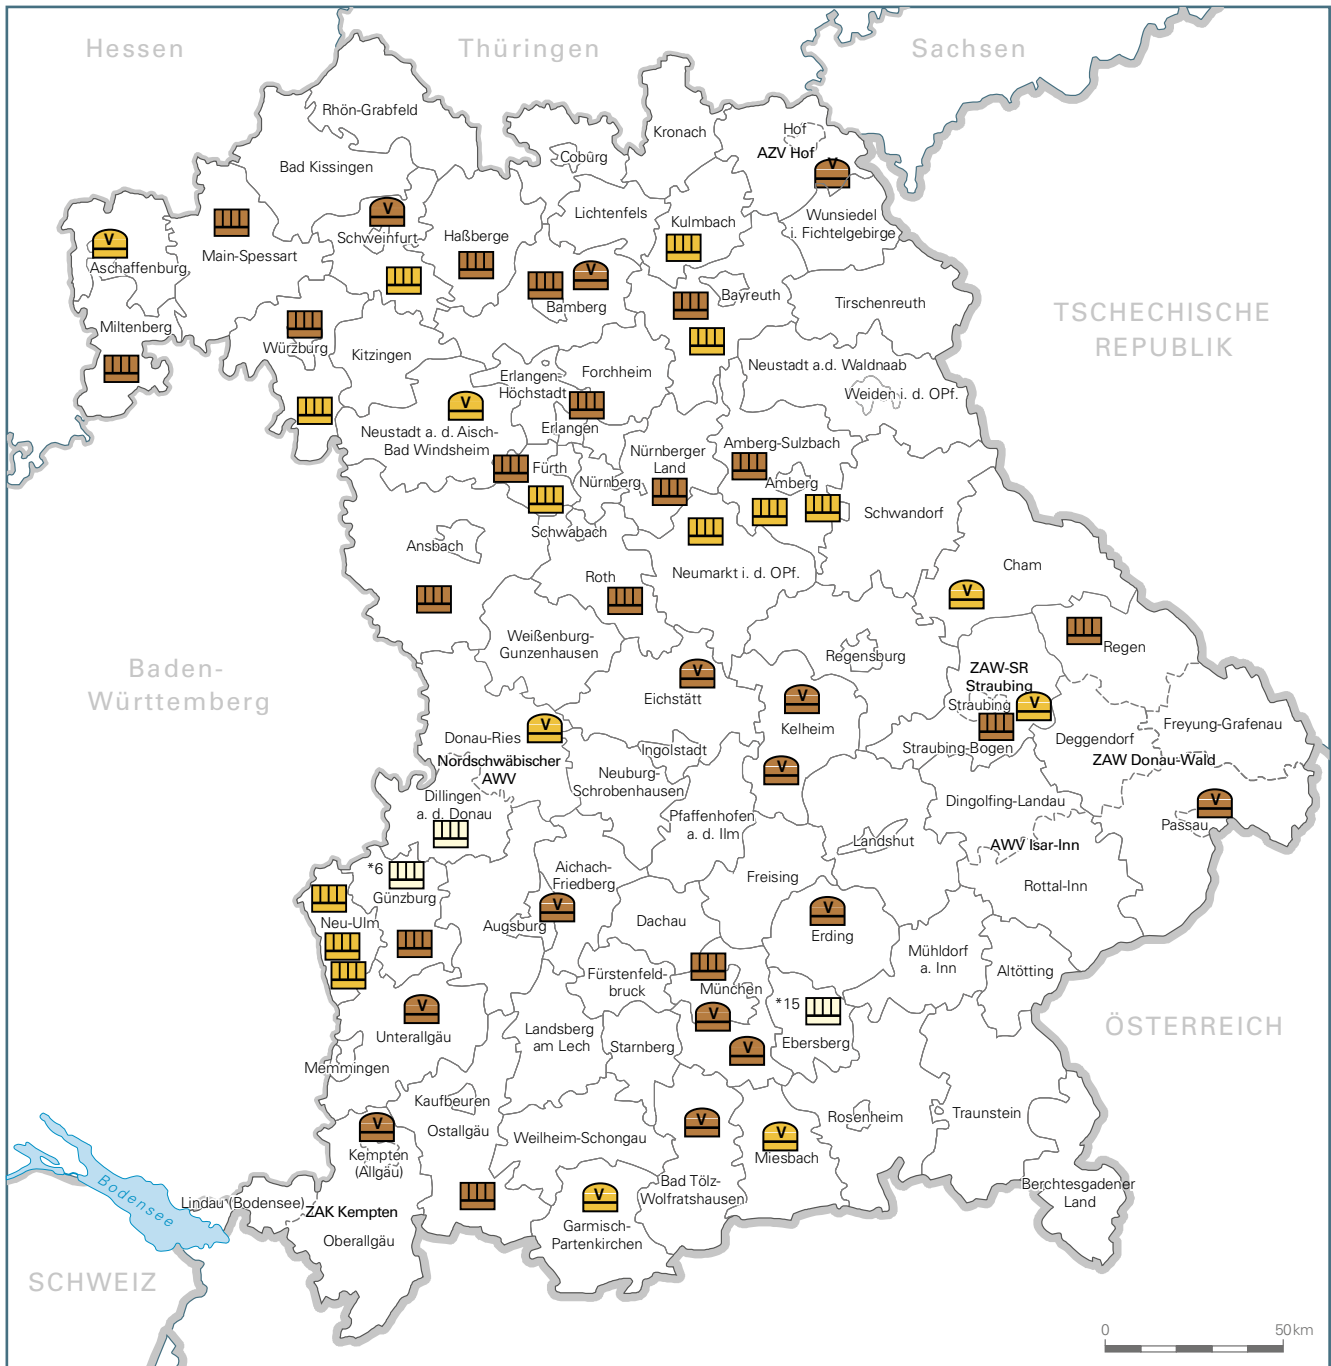 Hessen
Thüringen
Sachsen
Rhön-Grabfeld
Kronach
Hof
AZV Hof
V
Coburg
Bad Kissingen
Lichtenfels
Kulmbach
Wunsiedel
i. Fichtelgebirge
V
Schweinfurt
Haßberge
V
Aschaffenburg
Main-Spessart
V
Bamberg
Bayreuth
Tirschenreuth
TSCHECHISCHE
REPUBLIK
Miltenberg
Würzburg
Kitzingen
Erlangen-
Höchstadt
Forchheim
Neustadt a.d. Waldnaab
Weiden i. d. OPf.
V
Neustadt a. d. Aisch-
Bad Windsheim
Erlangen
Nürnberger
Land
Amberg-Sulzbach
Amberg
Fürth
Nürnberg
Schwabach
Schwandorf
Ansbach
Roth
Neumarkt i. d. OPf.
Cham
V
Weißenburg-
Gunzenhausen
Regensburg
Regen
Baden-
Württemberg
V
Eichstätt
V
Kelheim
ZAW-SR
Straubing
Straubing
V
Straubing-Bogen
Deggendorf
Freyung-Grafenau
ZAW Donau-Wald
V
Donau-Ries
Nordschwäbischer
AWV
Ingolstadt
Neuburg-
Schrobenhausen
V
Dillingen
a. d. Donau
Pfaffenhofen
a. d. Ilm
Dingolfing-Landau
V
Passau
Landshut
AWV Isar-Inn
Rottal-Inn
*6
Günzburg
Aichach-
Friedberg
Freising
V
Augsburg
Dachau
V
Erding
Neu-Ulm
Mühldorf
a. Inn
Altötting
Fürstenfeld-
bruck
München
*15
Ebersberg
V
Unterallgäu
V
V
Landsberg
am Lech
Starnberg
ÖSTERREICH
Memmingen
Kaufbeuren
Ostallgäu
V
Kempten
(Allgäu)
Weilheim-Schongau
V
V
Miesbach
Rosenheim
Traunstein
Bodensee
Lindau (Bodensee)
ZAK Kempten
Oberallgäu
V
Garmisch-
Partenkirchen
Bad Tölz-
Wolfratshausen
Berchtesgadener
Land
SCHWEIZ
0
50 km